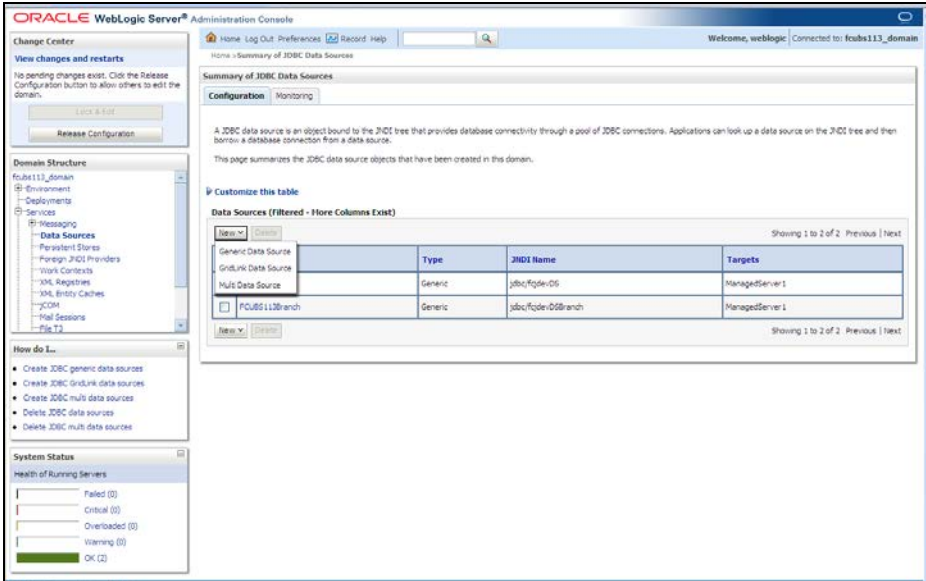 ORACLE WebLogic Server® Administration Console
Change Center
View changes and restarts
No pending changes exist. Click the Release
Configuration button to allow others to edit the
domain.
Lock & Edit
Release Configuration
Domain Structure
fcubs113_domain
Environment
Deployments
Services
Messaging
Data Sources
Persistent Stores
Foreign JNDI Providers
Work Contexts
XML Registries
XML Entity Caches
jCOM
Mail Sessions
File T3
How do I...
Create JDBC generic data sources
Create JDBC GridLink data sources
Create JDBC multi data sources
Delete JDBC data sources
Delete JDBC multi data sources
System Status
Health of Running Servers
Failed (0)
Critical (0)
Overloaded (0)
Warning (0)
OK (2)
Home Log Out Preferences Record Help
Welcome, weblogic Connected to: fcubs113_domain
Home >Summary of JDBC Data Sources
Summary of JDBC Data Sources
Configuration Monitoring
A JDBC data source is an object bound to the JNDI tree that provides database connectivity through a pool of JDBC connections. Applications can look up a data source on the JNDI tree and then
borrow a database connection from a data source.
This page summarizes the JDBC data source objects that have been created in this domain.
Customize this table
Data Sources (Filtered - More Columns Exist)
New Delete Showing 1 to 2 of 2 Previous | Next
Generic Data Source
GridLink Data Source
Multi Data Source
Type JNDI Name Targets
Generic jdbc/fcjdevDS ManagedServer1
FCUBS113Branch Generic jdbc/fcjdevDSBranch ManagedServer1
New Delete Showing 1 to 2 of 2 Previous | Next